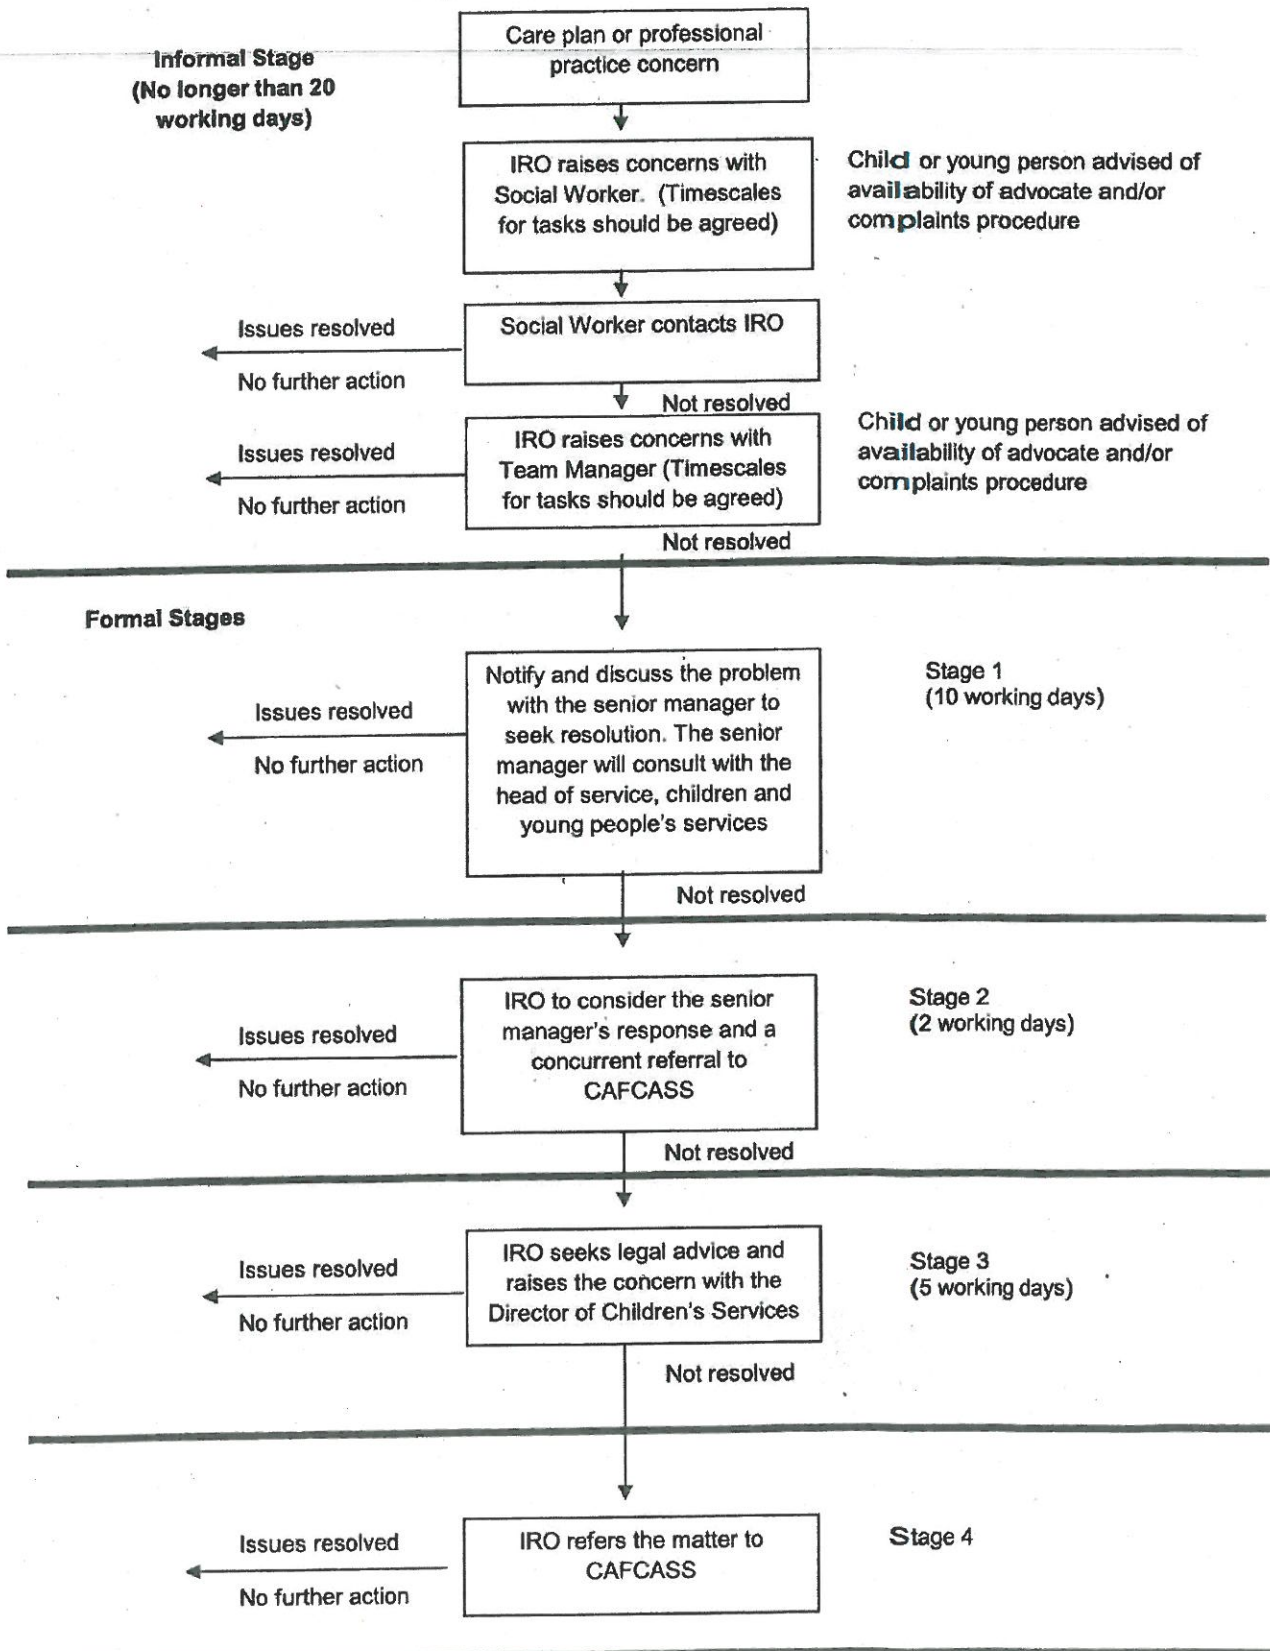 Informal Stage
(No longer than 20
working days)
Care plan or professional
practice concern
IRO raises concerns with
Social Worker. (Timescales
for tasks should be agreed)
Child or young person advised of
availability of advocate and/or
complaints procedure
Social Worker contacts IRO
Issues resolved
No further action
Not resolved
IRO raises concerns with
Team Manager (Timescales
for tasks should be agreed)
Issues resolved
No further action
Child or young person advised of
availability of advocate and/or
complaints procedure
Not resolved
Formal Stages
Notify and discuss the problem
with the senior manager to
seek resolution. The senior
manager will consult with the
head of service, children and
young people's services
Issues resolved
No further action
Stage 1
(10 working days)
Not resolved
IRO to consider the senior
manager's response and a
concurrent referral to
CAFCASS
Issues resolved
No further action
Stage 2
(2 working days)
Not resolved
IRO seeks legal advice and
raises the concern with the
Director of Children's Services
Issues resolved
No further action
Stage 3
(5 working days)
Not resolved
IRO refers the matter to
CAFCASS
Issues resolved
No further action
Stage 4